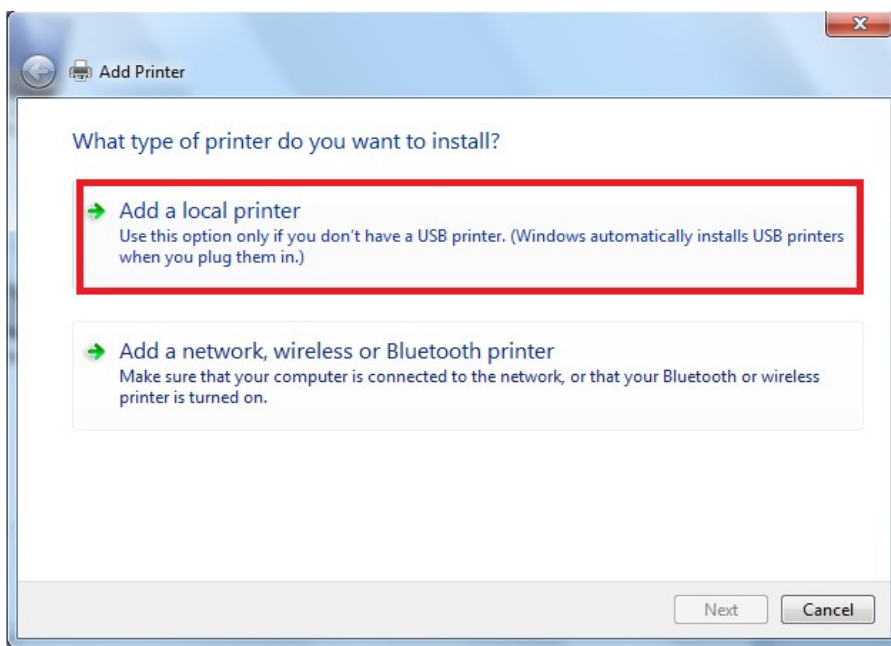 Add Printer
What type of printer do you want to install?
Add a local printer
Use this option only if you don't have a USB printer. (Windows automatically installs USB printers
when you plug them in.)
Add a network, wireless or Bluetooth printer
Make sure that your computer is connected to the network, or that your Bluetooth or wireless
printer is turned on.
Next
Cancel